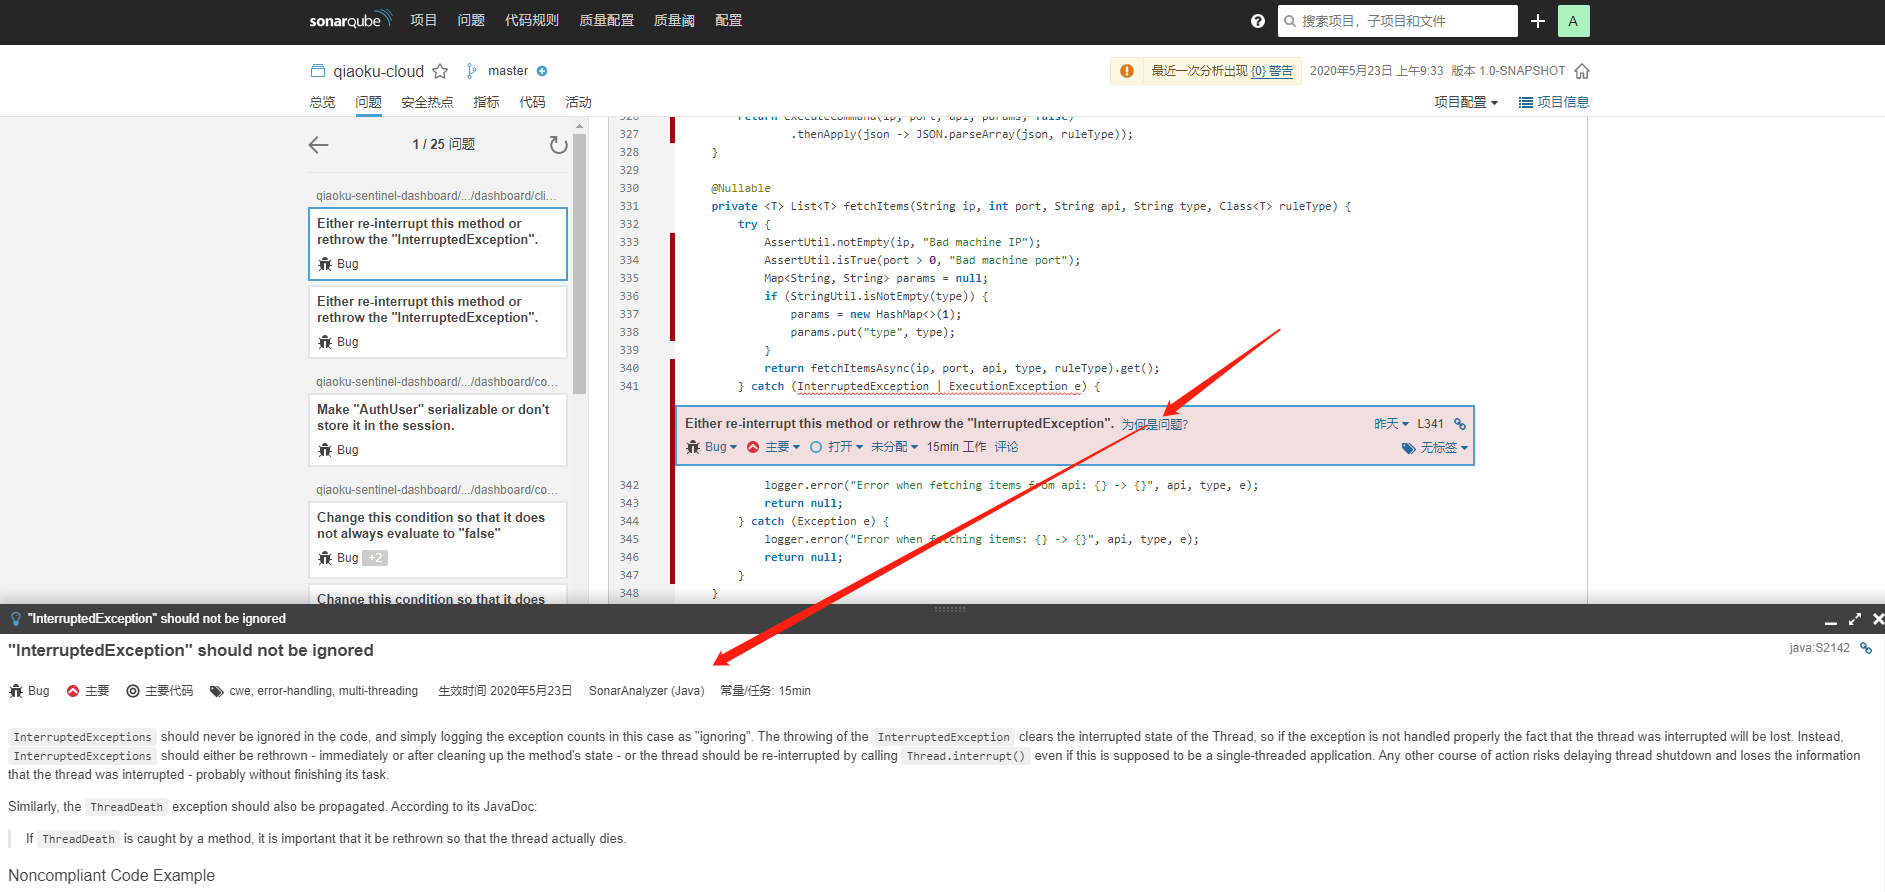 sonarqube 项目 问题 代码规则 质量配置 质量阈 配置 搜索项目，子项目和文件 A
qiaoku-cloud master 最近一次分析出现 {0} 警告 2020年5月23日 上午9:33 版本 1.0-SNAPSHOT
总览 问题 安全热点 指标 代码 活动 项目配置 项目信息
1 / 25 问题
qiaoku-sentinel-dashboard/.../dashboard/cli...
Either re-interrupt this method or
rethrow the "InterruptedException".
Bug
Either re-interrupt this method or
rethrow the "InterruptedException".
Bug
qiaoku-sentinel-dashboard/.../dashboard/co...
Make "AuthUser" serializable or don't
store it in the session.
Bug
qiaoku-sentinel-dashboard/.../dashboard/co...
Change this condition so that it does
not always evaluate to "false"
Bug +2
Change this condition so that it does
326 return executeCommand(ip, port, api, params, false)
327 .thenApply(json -> JSON.parseArray(json, ruleType));
328 }
329
330 @Nullable
331 private <T> List<T> fetchItems(String ip, int port, String api, String type, Class<T> ruleType) {
332 try {
333 AssertUtil.notEmpty(ip, "Bad machine IP");
334 AssertUtil.isTrue(port > 0, "Bad machine port");
335 Map<String, String> params = null;
336 if (StringUtil.isNotEmpty(type)) {
337 params = new HashMap<>(1);
338 params.put("type", type);
339 }
340 return fetchItemsAsync(ip, port, api, type, ruleType).get();
341 } catch (InterruptedException | ExecutionException e) {
Either re-interrupt this method or rethrow the "InterruptedException". 为何是问题? 昨天 L341
Bug 主要 打开 未分配 15min 工作 评论 无标签
342 logger.error("Error when fetching items from api: {} -> {}", api, type, e);
343 return null;
344 } catch (Exception e) {
345 logger.error("Error when fetching items: {} -> {}", api, type, e);
346 return null;
347 }
348 }
"InterruptedException" should not be ignored
"InterruptedException" should not be ignored java:S2142
Bug 主要 主要代码 cwe, error-handling, multi-threading 生效时间 2020年5月23日 SonarAnalyzer (Java) 常量/任务: 15min
InterruptedExceptions should never be ignored in the code, and simply logging the exception counts in this case as "ignoring". The throwing of the InterruptedException clears the interrupted state of the Thread, so if the exception is not handled properly the fact that the thread was interrupted will be lost. Instead,
InterruptedExceptions should either be rethrown - immediately or after cleaning up the method's state - or the thread should be re-interrupted by calling Thread.interrupt() even if this is supposed to be a single-threaded application. Any other course of action risks delaying thread shutdown and loses the information
that the thread was interrupted - probably without finishing its task.
Similarly, the ThreadDeath exception should also be propagated. According to its JavaDoc:
If ThreadDeath is caught by a method, it is important that it be rethrown so that the thread actually dies.
Noncompliant Code Example